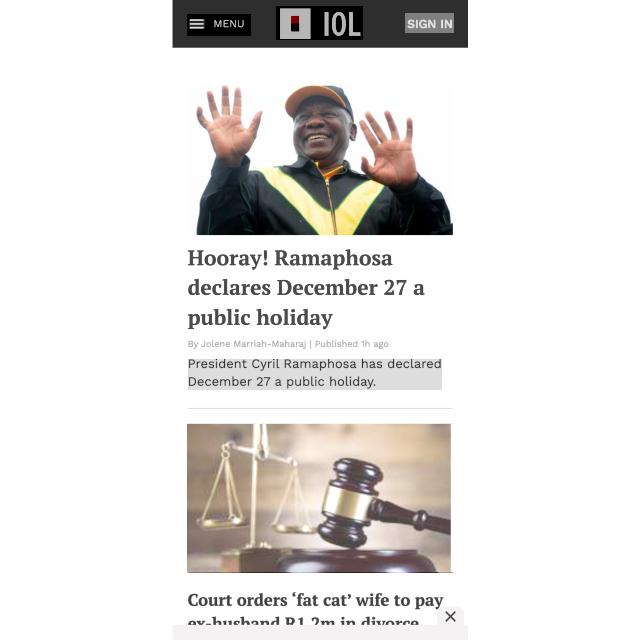 MENU
IOL
SIGN IN
Hooray! Ramaphosa
declares December 27 a
public holiday
By Jolene Marriah-Maharaj | Published 1h ago
President Cyril Ramaphosa has declared
December 27 a public holiday.
Court orders ‘fat cat’ wife to pay
ex-husband R1.2m in divorce